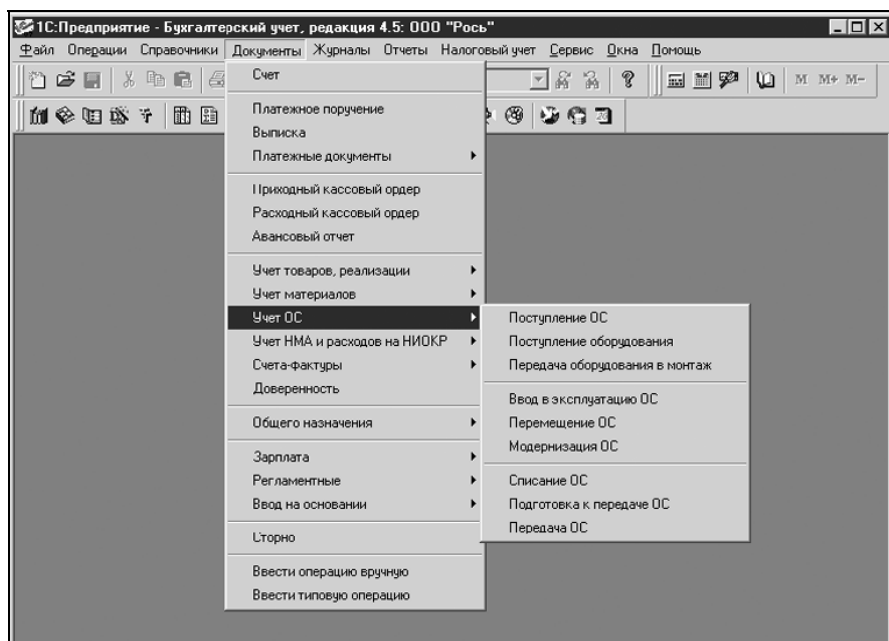 1С:Предприятие - Бухгалтерский учет, редакция 4.5: ООО "Рось"
Файл Операции Справочники Документы Журналы Отчеты Налоговый учет Сервис Окна Помощь
M M+ M-
Счет
Платежное поручение
Выписка
Платежные документы
Приходный кассовый ордер
Расходный кассовый ордер
Авансовый отчет
Учет товаров, реализации
Учет материалов
Учет ОС
Учет НМА и расходов на НИОКР
Счета-фактуры
Доверенность
Общего назначения
Зарплата
Регламентные
Ввод на основании
Сторно
Ввести операцию вручную
Ввести типовую операцию
Поступление ОС
Поступление оборудования
Передача оборудования в монтаж
Ввод в эксплуатацию ОС
Перемещение ОС
Модернизация ОС
Списание ОС
Подготовка к передаче ОС
Передача ОС